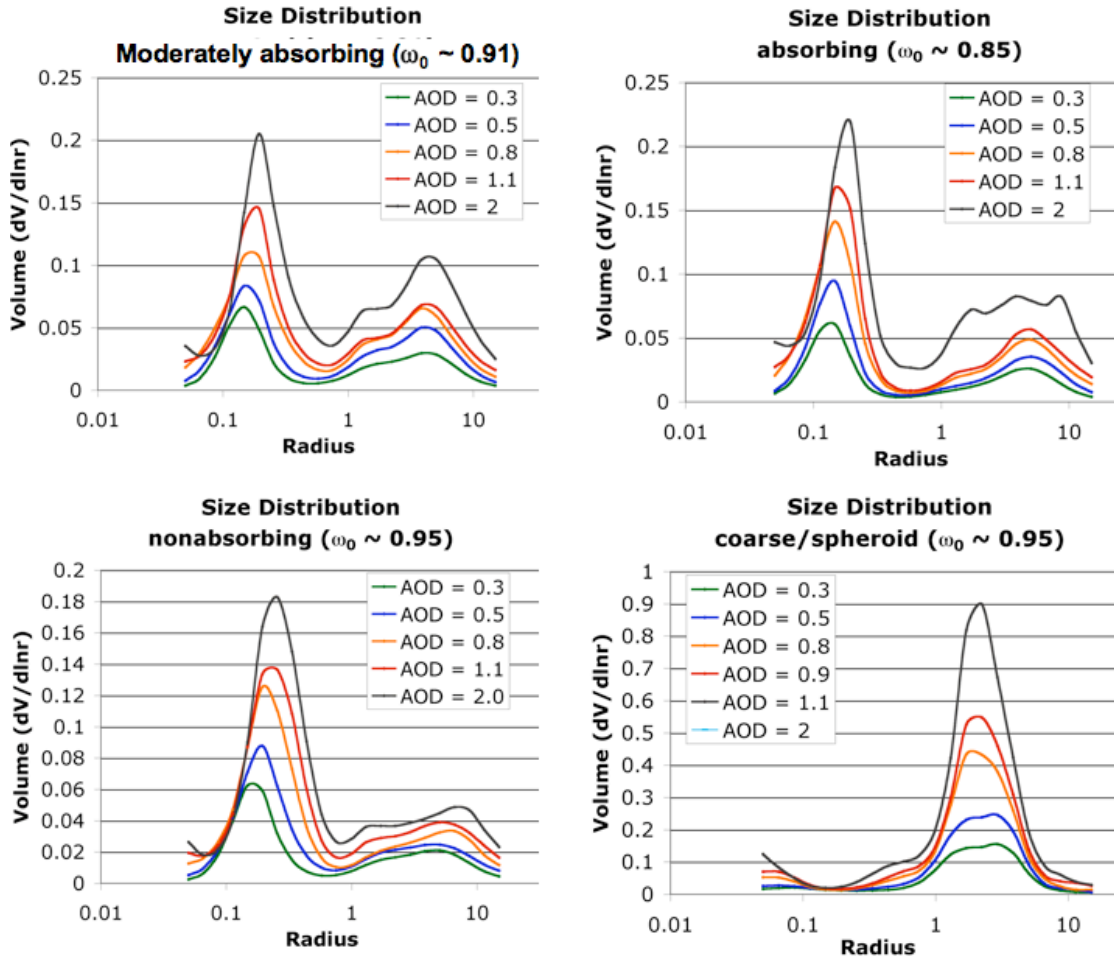 Size Distribution
Moderately absorbing (ω₀ ~ 0.91)
0.25
0.2
0.15
0.1
0.05
0
Volume (dV/dlnr)
AOD = 0.3
AOD = 0.5
AOD = 0.8
AOD = 1.1
AOD = 2
0.01
0.1
1
10
Radius
Size Distribution
absorbing (ω₀ ~ 0.85)
0.25
0.2
0.15
0.1
0.05
0
Volume (dV/dlnr)
AOD = 0.3
AOD = 0.5
AOD = 0.8
AOD = 1.1
AOD = 2
0.01
0.1
1
10
Radius
Size Distribution
nonabsorbing (ω₀ ~ 0.95)
0.2
0.18
0.16
0.14
0.12
0.1
0.08
0.06
0.04
0.02
0
Volume (dV/dlnr)
AOD = 0.3
AOD = 0.5
AOD = 0.8
AOD = 1.1
AOD = 2.0
0.01
0.1
1
10
Radius
Size Distribution
coarse/spheroid (ω₀ ~ 0.95)
1
0.9
0.8
0.7
0.6
0.5
0.4
0.3
0.2
0.1
0
Volume (dV/dlnr)
AOD = 0.3
AOD = 0.5
AOD = 0.8
AOD = 0.9
AOD = 1.1
AOD = 2
0.01
0.1
1
10
Radius